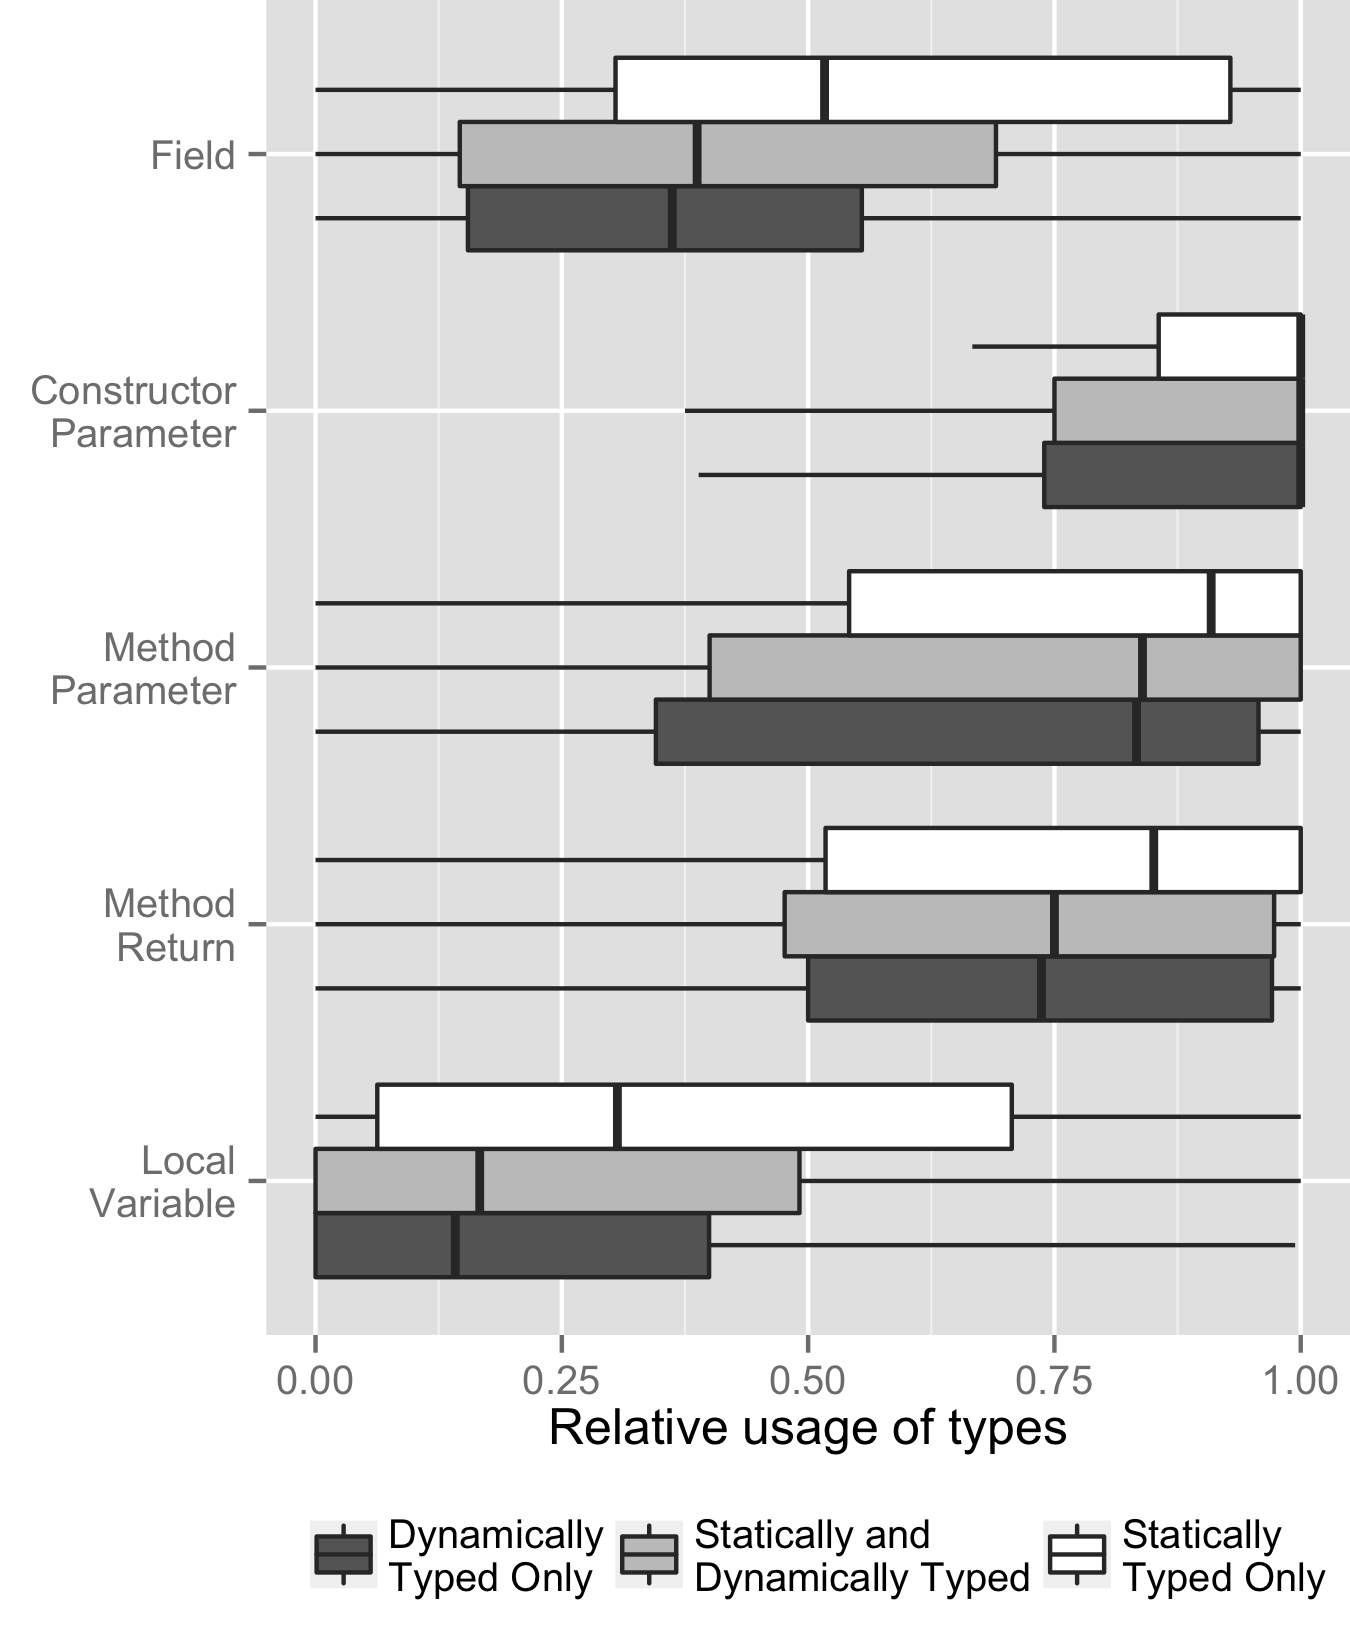 Field
Constructor
Parameter
Method
Parameter
Method
Return
Local
Variable
0.00 0.25 0.50 0.75 1.00
Relative usage of types
Dynamically
Typed Only
Statically and
Dynamically Typed
Statically
Typed Only